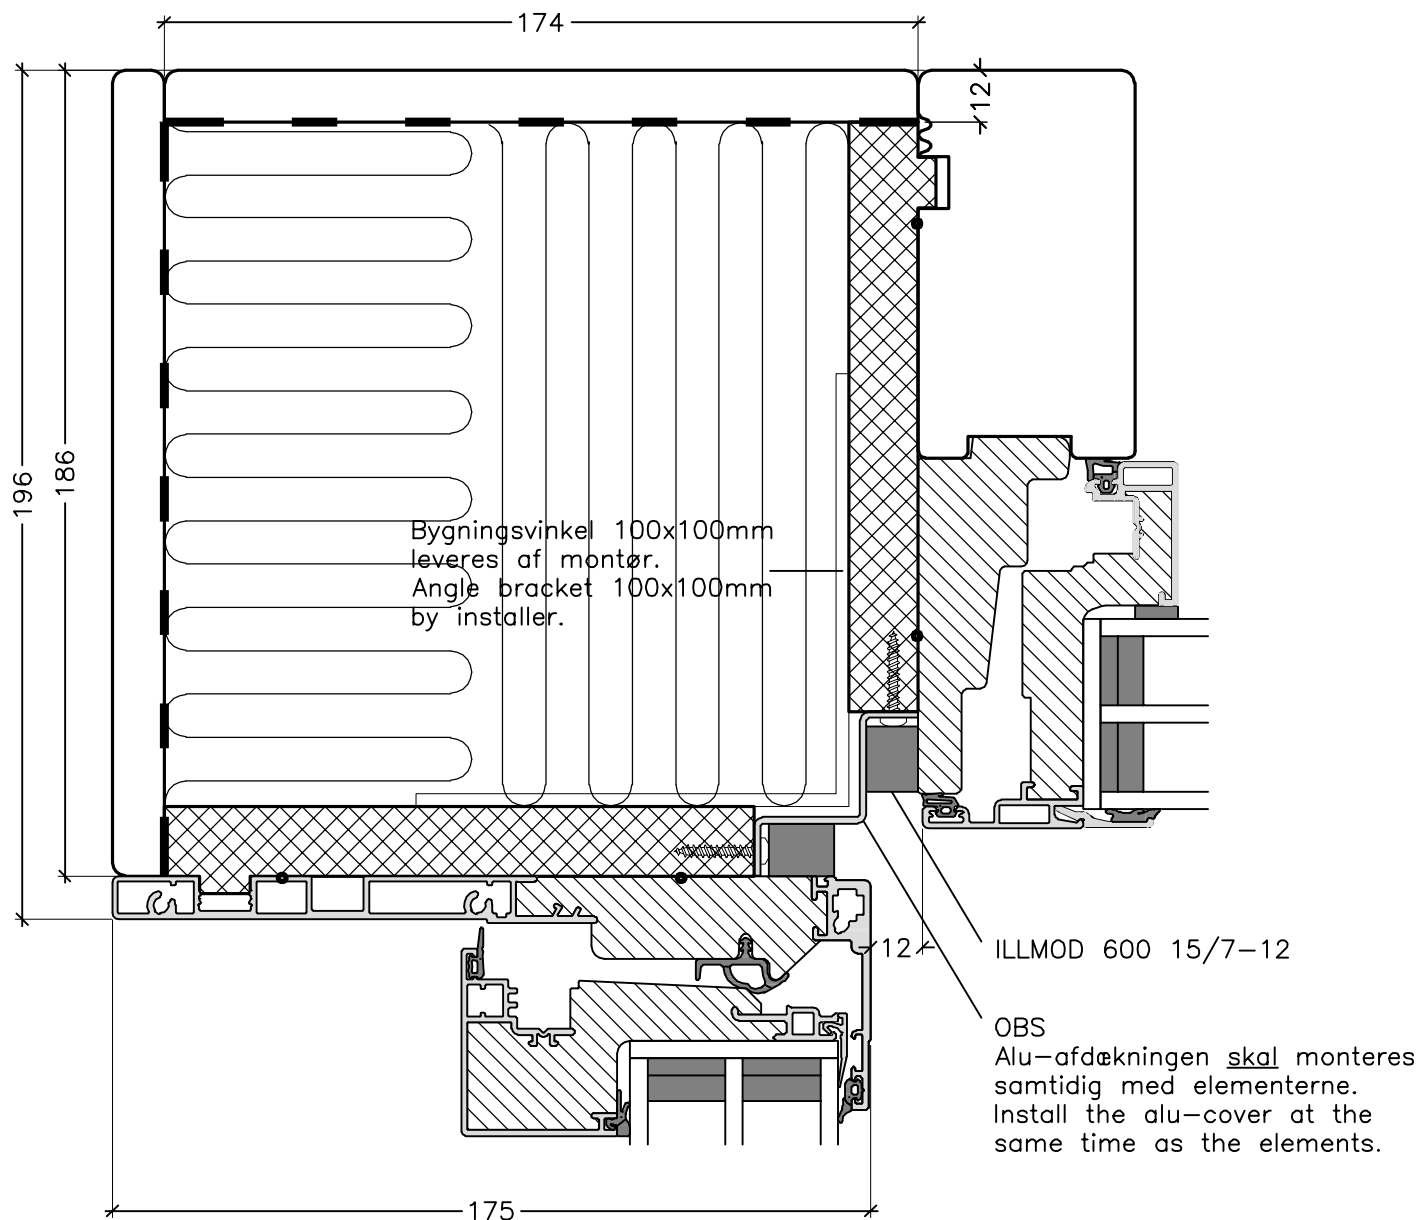 174
12
196
186
Bygningsvinkel 100x100mm
leveres af montør.
Angle bracket 100x100mm
by installer.
12
ILLMOD 600 15/7-12
OBS
Alu-afdækningen skal monteres
samtidig med elementerne.
Install the alu-cover at the
same time as the elements.
175